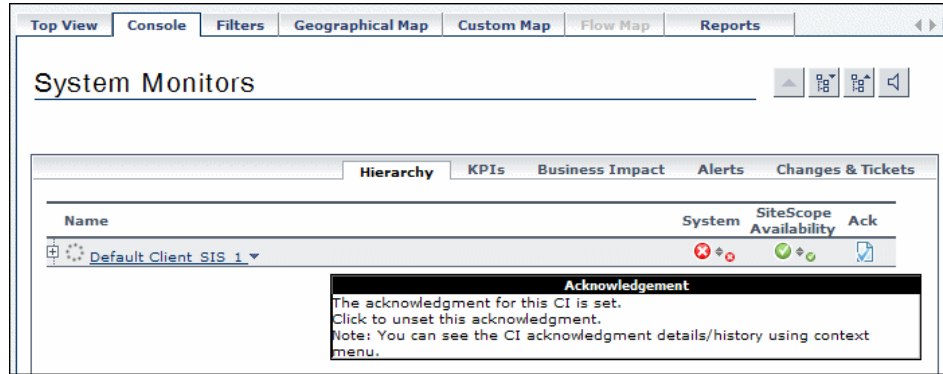 Top View Console Filters Geographical Map Custom Map Flow Map Reports
System Monitors
Hierarchy KPIs Business Impact Alerts Changes & Tickets
Name System SiteScope Availability Ack
Default Client SIS 1
Acknowledgement
The acknowledgment for this CI is set.
Click to unset this acknowledgment.
Note: You can see the CI acknowledgment details/history using context
menu.